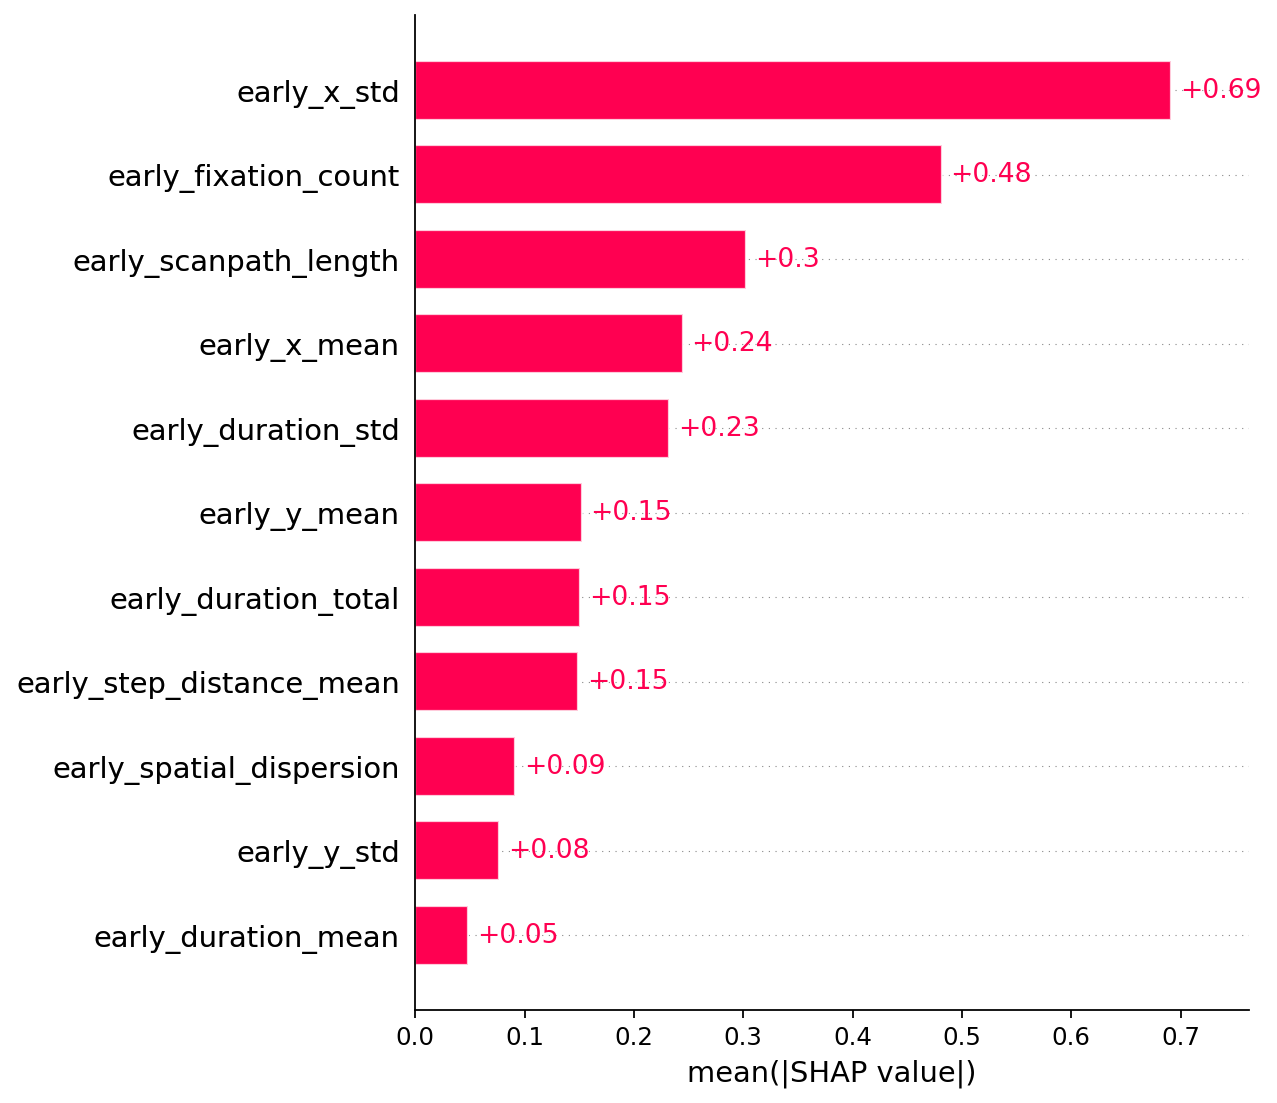 early_x_std +0.69
early_fixation_count +0.48
early_scanpath_length +0.3
early_x_mean +0.24
early_duration_std +0.23
early_y_mean +0.15
early_duration_total +0.15
early_step_distance_mean +0.15
early_spatial_dispersion +0.09
early_y_std +0.08
early_duration_mean +0.05
0.0 0.1 0.2 0.3 0.4 0.5 0.6 0.7
mean(|SHAP value|)